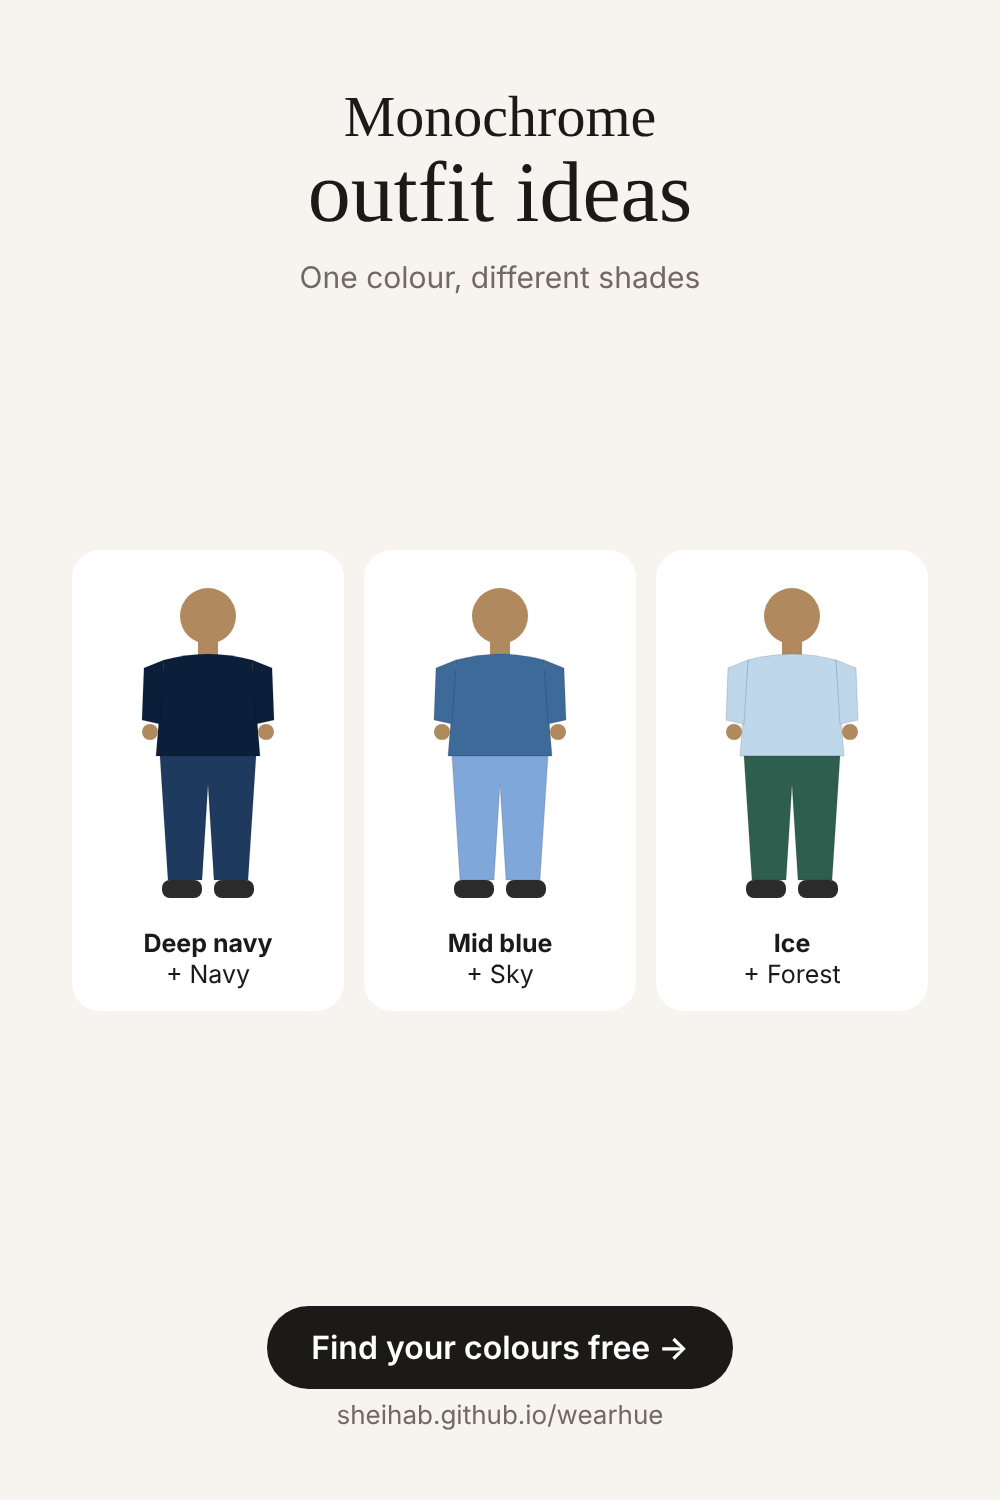 Monochrome
outfit ideas
One colour, different shades
Deep navy
+ Navy
Mid blue
+ Sky
Ice
+ Forest
Find your colours free →
sheihab.github.io/wearhue